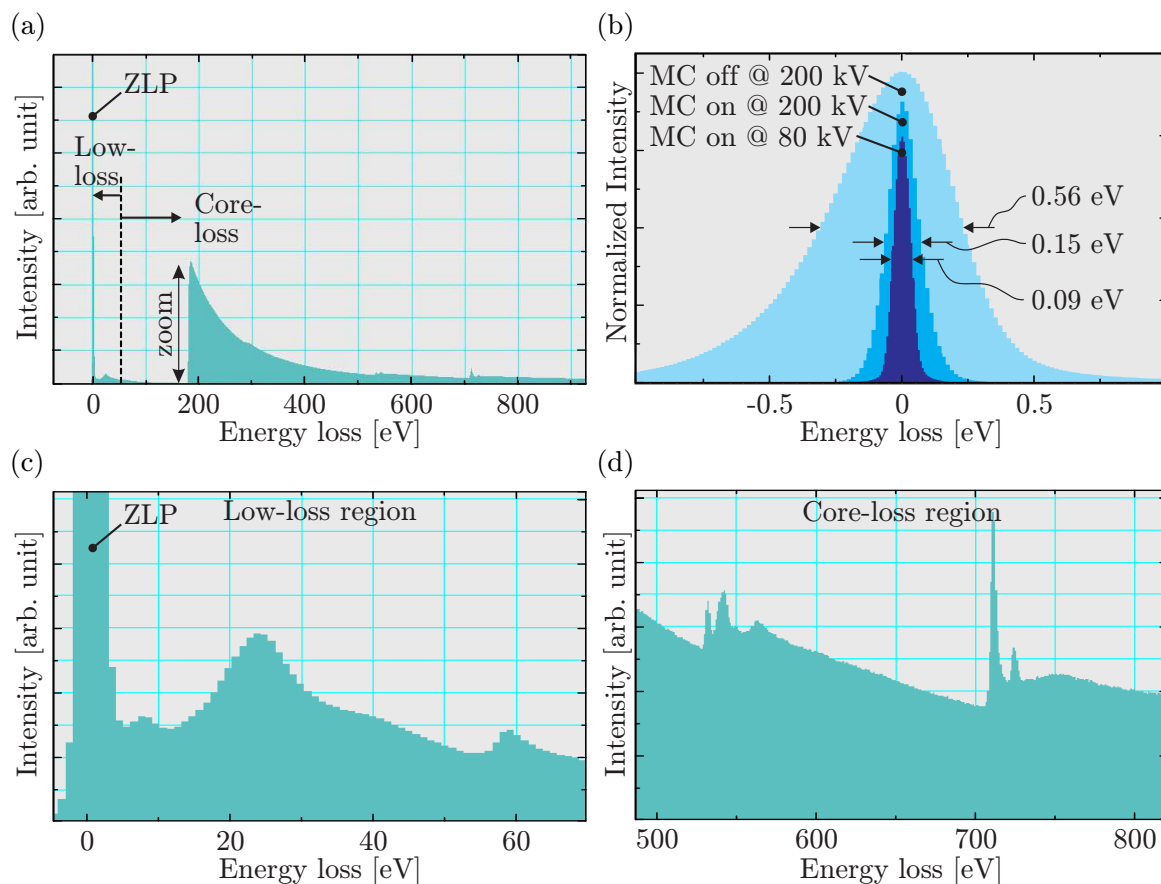 (a)
Intensity [arb. unit]
ZLP
Low-
loss
Core-
loss
zoom
0 200 400 600 800
Energy loss [eV]
(b)
Normalized Intensity
MC off @ 200 kV
MC on @ 200 kV
MC on @ 80 kV
0.56 eV
0.15 eV
0.09 eV
-0.5 0 0.5
Energy loss [eV]
(c)
Intensity [arb. unit]
ZLP
Low-loss region
0 20 40 60
Energy loss [eV]
(d)
Intensity [arb. unit]
Core-loss region
500 600 700 800
Energy loss [eV]